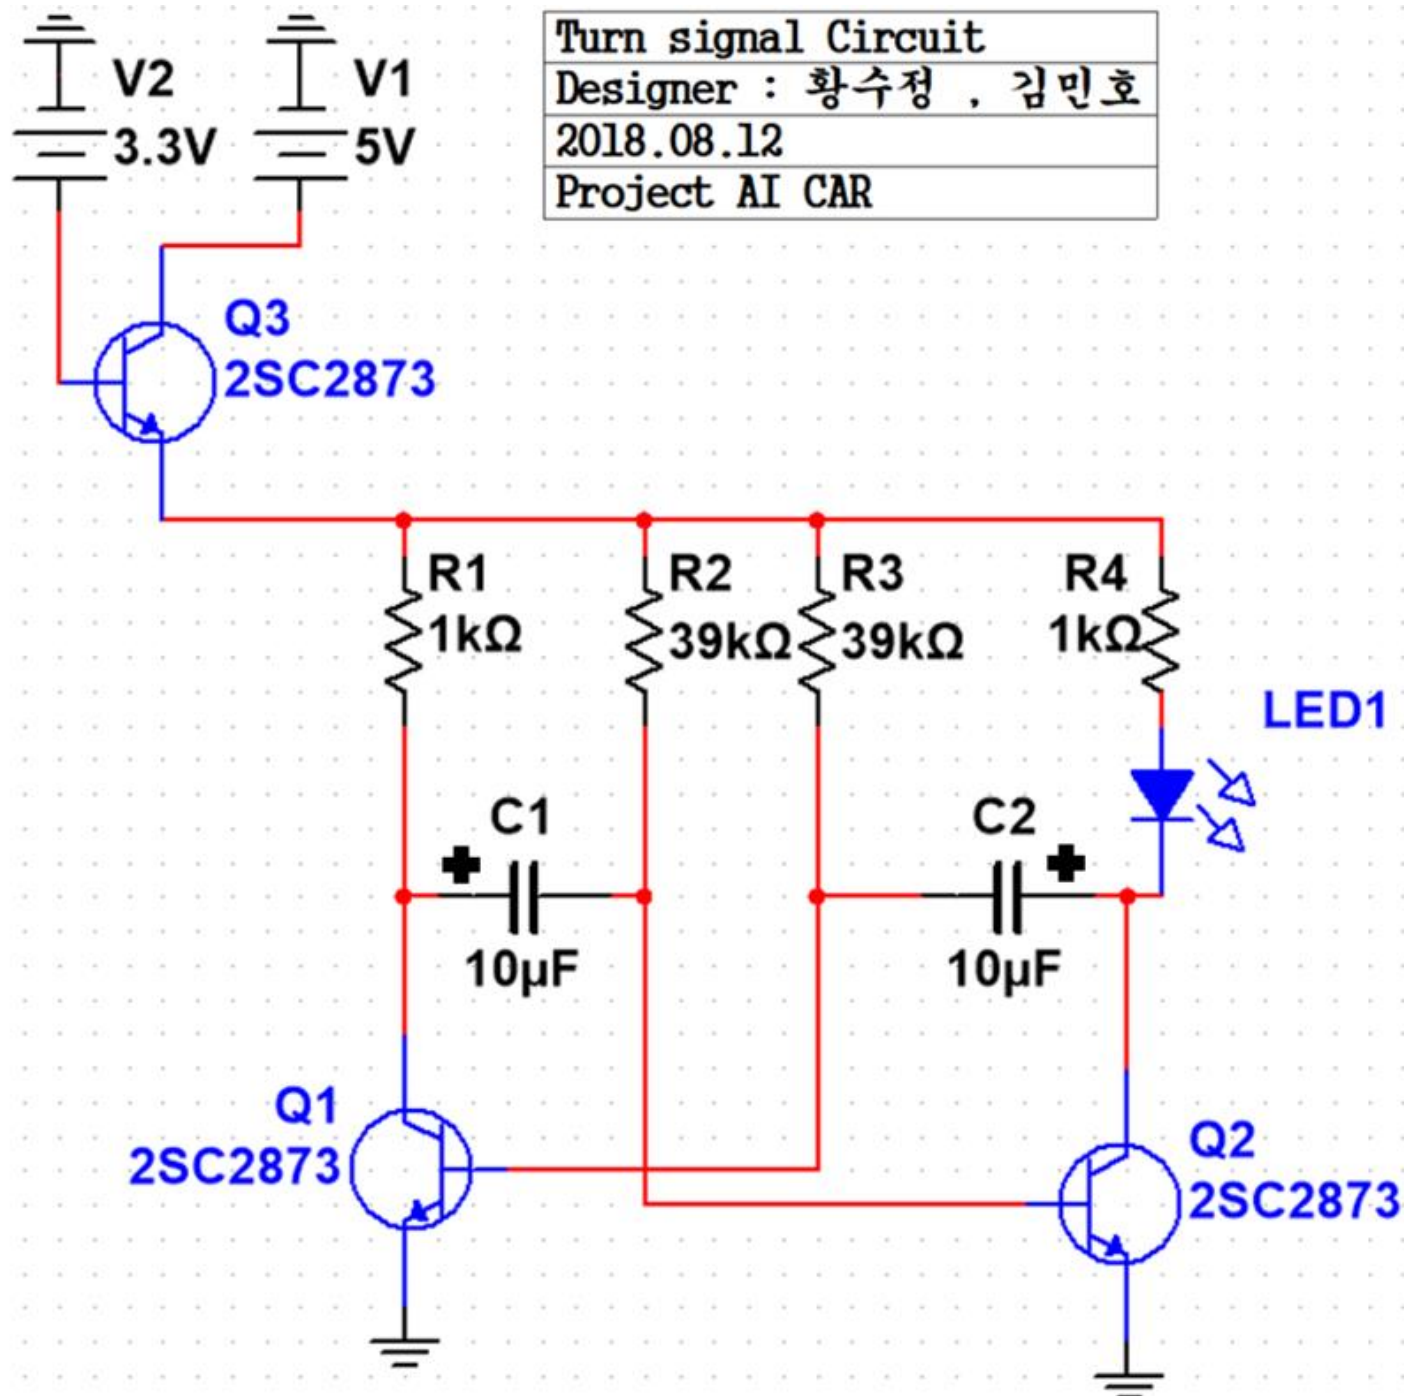 V2
3.3V
V1
5V
Turn signal Circuit
Designer : 황수정 , 김민호
2018.08.12
Project AI CAR
Q3
2SC2873
R1
1kΩ
R2
39kΩ
R3
39kΩ
R4
1kΩ
LED1
C1
10µF
C2
10µF
Q1
2SC2873
Q2
2SC2873